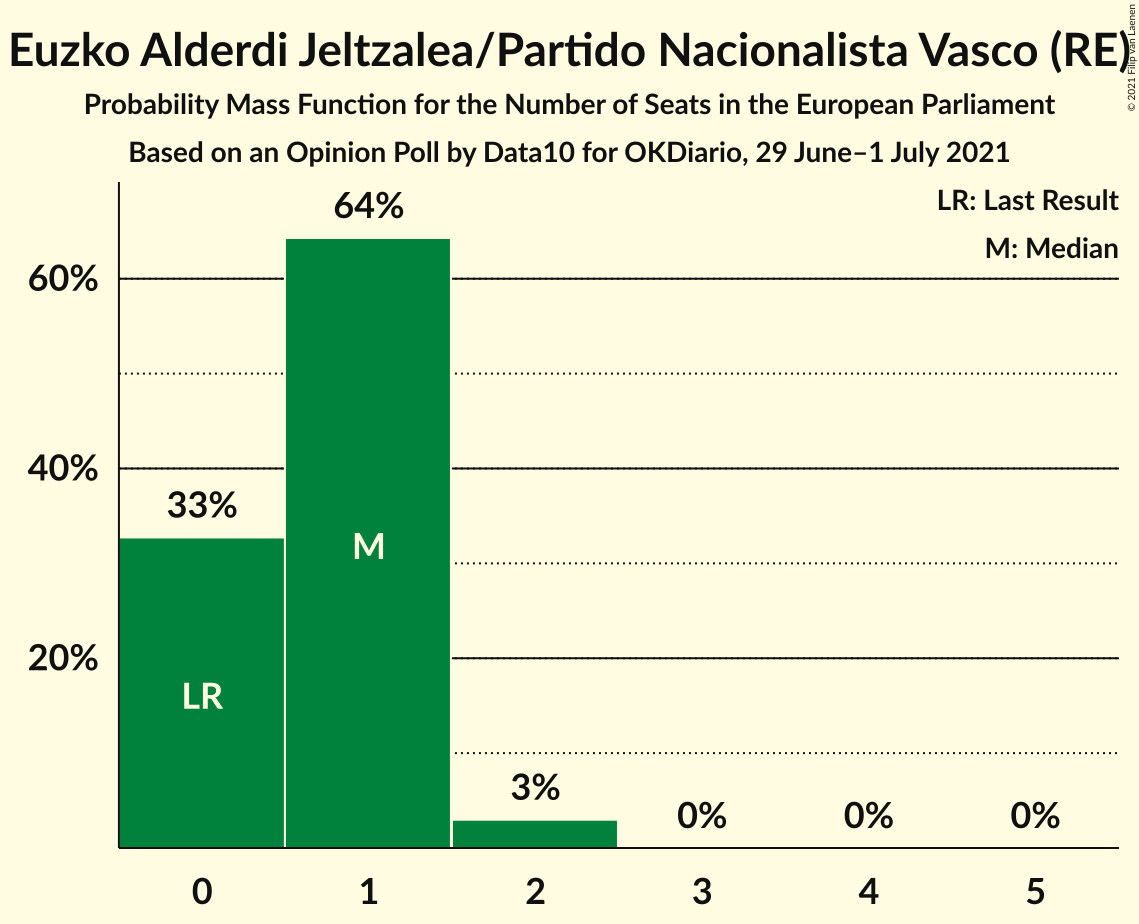 Euzko Alderdi Jeltzalea/Partido Nacionalista Vasco (RE)
© 2021 Filip van Laenen
Probability Mass Function for the Number of Seats in the European Parliament
Based on an Opinion Poll by Data10 for OKDiario, 29 June–1 July 2021
LR: Last Result
M: Median
64%
60%
40%
33%
M
20%
LR
3%
0%
0%
0%
0 1 2 3 4 5